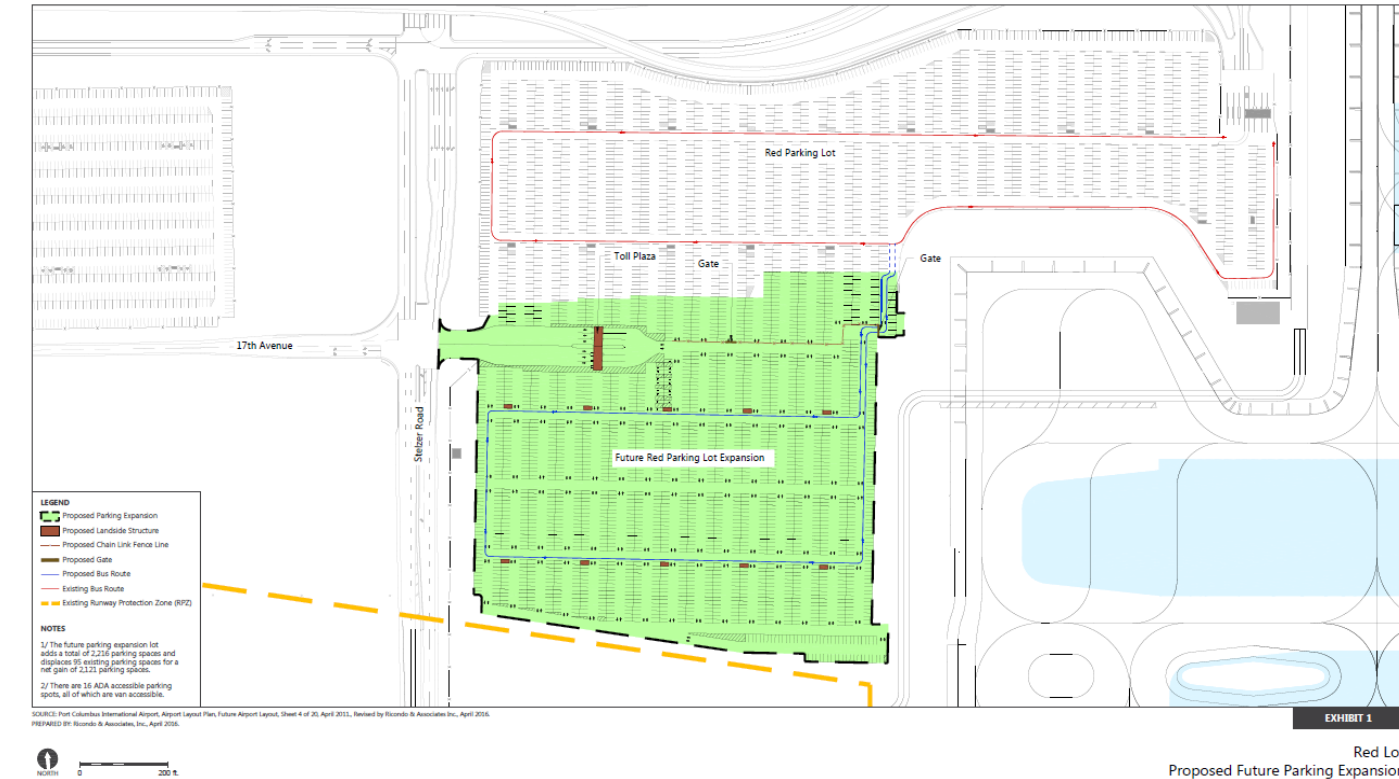 Red Parking Lot
Toll Plaza
Gate
Gate
17th Avenue
Stelzer Road
Future Red Parking Lot Expansion
LEGEND
Proposed Parking Expansion
Proposed Landside Structure
Proposed Chain Link Fence Line
Proposed Gate
Proposed Bus Route
Existing Bus Route
Existing Runway Protection Zone (RPZ)
NOTES
1/ The future parking expansion lot
adds a total of 2,216 parking spaces and
displaces 95 existing parking spaces for a
net gain of 2,121 parking spaces.
2/ There are 16 ADA accessible parking
spots, all of which are van accessible.
SOURCE: Port Columbus International Airport, Airport Layout Plan, Future Airport Layout, Sheet 4 of 20, April 2011., Revised by Ricondo & Associates Inc., April 2016.
PREPARED BY: Ricondo & Associates, Inc., April 2016.
EXHIBIT 1
NORTH
0 200 ft.
Red Lo
Proposed Future Parking Expansion